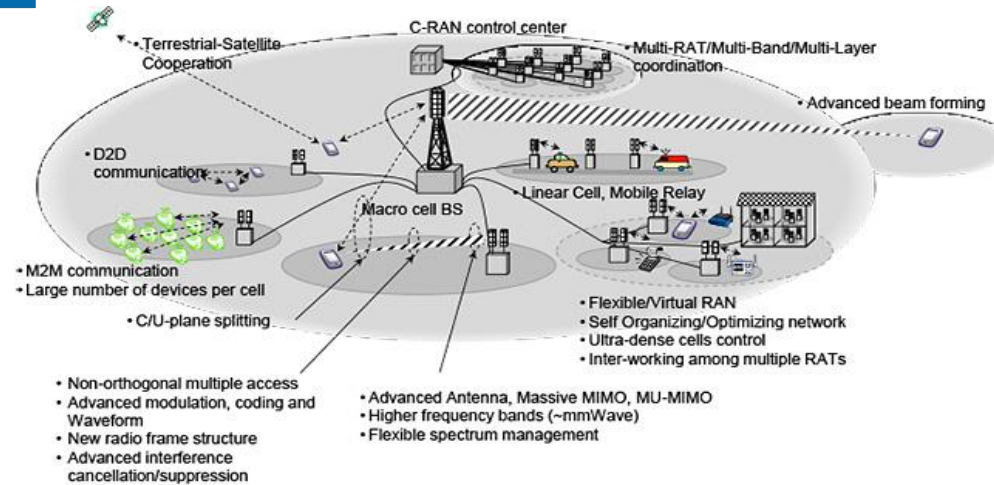 C-RAN control center
• Terrestrial-Satellite
Cooperation
• Multi-RAT/Multi-Band/Multi-Layer
coordination
• Advanced beam forming
• D2D
communication
• Linear Cell, Mobile Relay
Macro cell BS
• M2M communication
• Large number of devices per cell
• C/U-plane splitting
• Flexible/Virtual RAN
• Self Organizing/Optimizing network
• Ultra-dense cells control
• Inter-working among multiple RATs
• Non-orthogonal multiple access
• Advanced modulation, coding and
Waveform
• New radio frame structure
• Advanced interference
cancellation/suppression
• Advanced Antenna, Massive MIMO, MU-MIMO
• Higher frequency bands (~mmWave)
• Flexible spectrum management